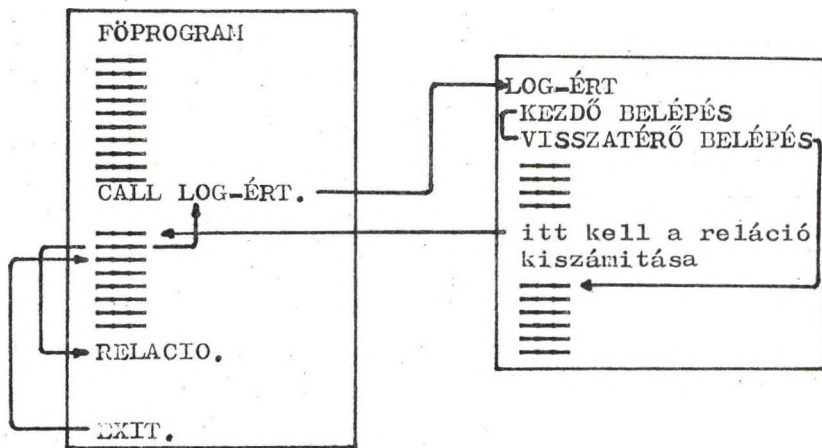 FÖPROGRAM
CALL LOG-ÉRT.
RELACIO.
EXIT.
LOG-ÉRT
KEZDŐ BELÉPÉS
VISSZATÉRŐ BELÉPÉS
itt kell a reláció
kiszámitása